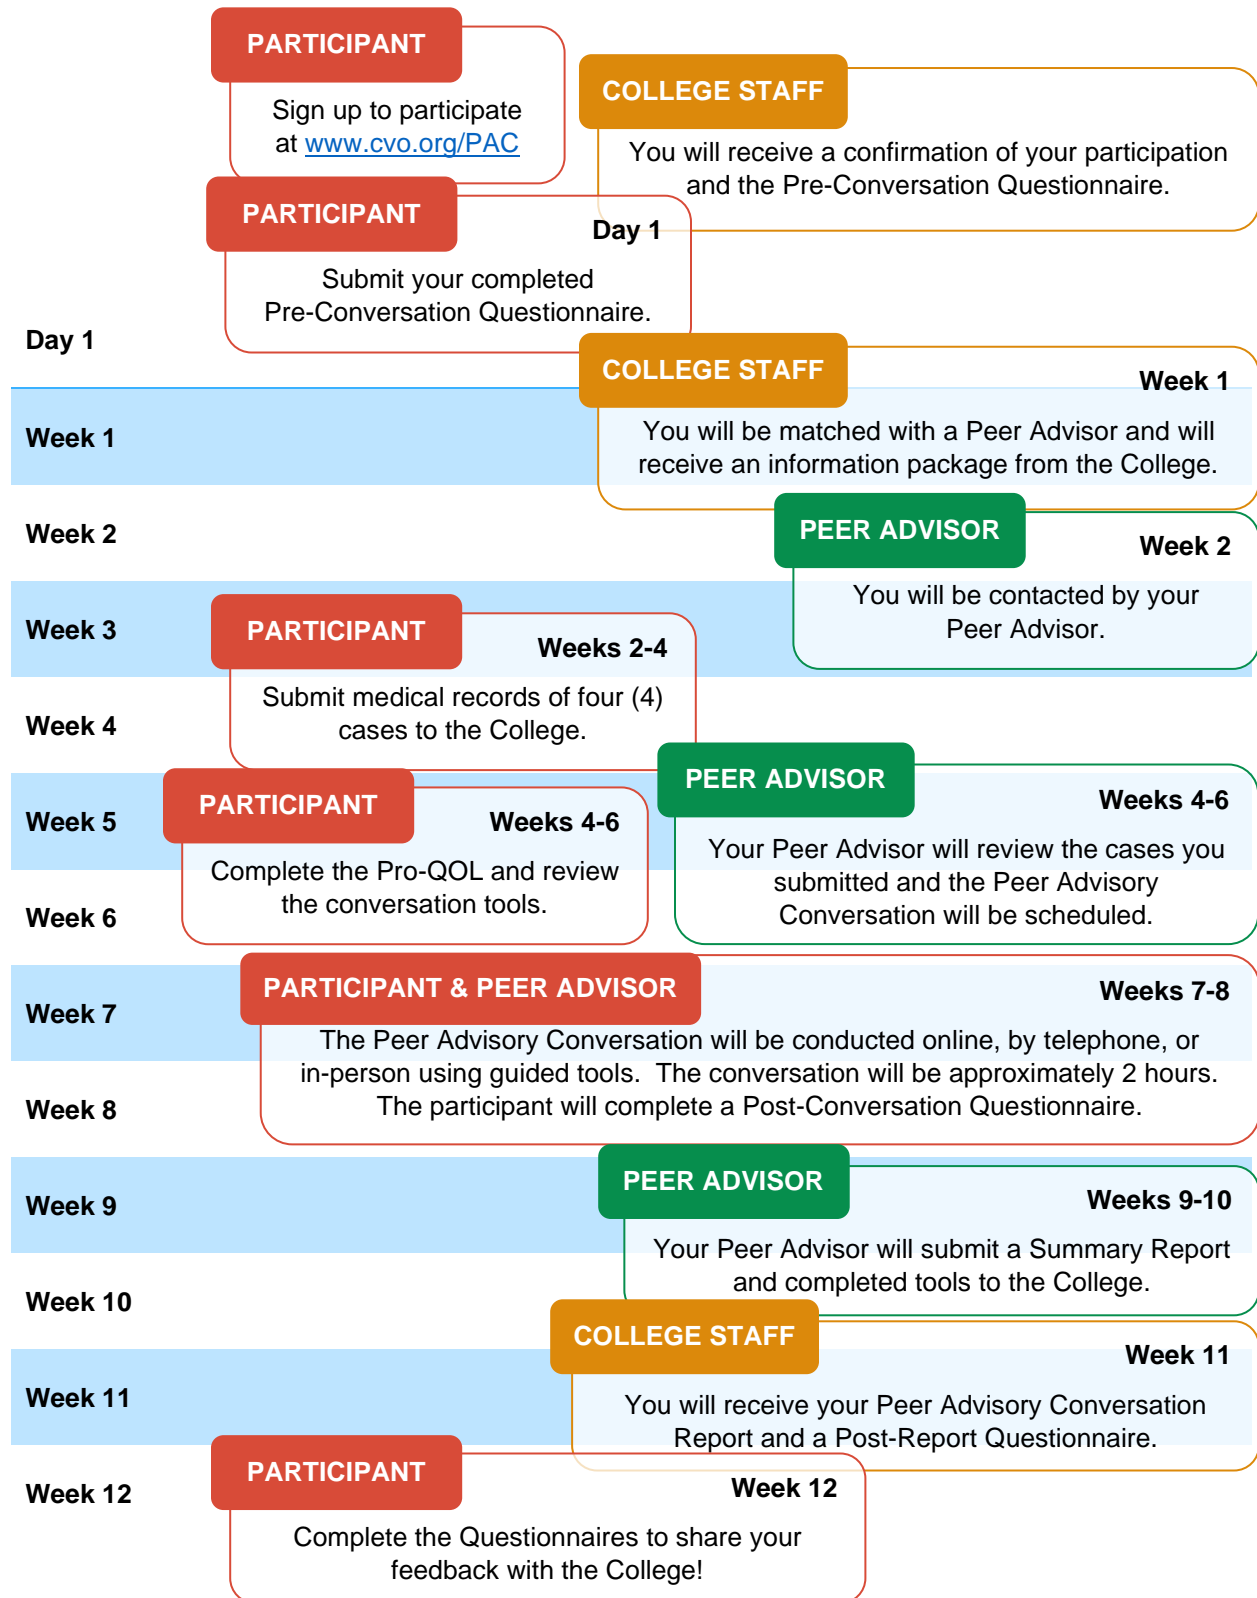 PARTICIPANT
Sign up to participate
at www.cvo.org/PAC
COLLEGE STAFF
You will receive a confirmation of your participation
and the Pre-Conversation Questionnaire.
PARTICIPANT
Day 1
Submit your completed
Pre-Conversation Questionnaire.
Day 1
COLLEGE STAFF
Week 1
You will be matched with a Peer Advisor and will
receive an information package from the College.
Week 1
PEER ADVISOR
Week 2
You will be contacted by your
Peer Advisor.
Week 2
Week 3
PARTICIPANT
Weeks 2-4
Submit medical records of four (4)
cases to the College.
Week 4
PEER ADVISOR
Weeks 4-6
Your Peer Advisor will review the cases you
submitted and the Peer Advisory
Conversation will be scheduled.
PARTICIPANT
Weeks 4-6
Complete the Pro-QOL and review
the conversation tools.
Week 5
Week 6
PARTICIPANT & PEER ADVISOR
Weeks 7-8
The Peer Advisory Conversation will be conducted online, by telephone, or
in-person using guided tools. The conversation will be approximately 2 hours.
The participant will complete a Post-Conversation Questionnaire.
Week 7
Week 8
PEER ADVISOR
Weeks 9-10
Your Peer Advisor will submit a Summary Report
and completed tools to the College.
Week 9
Week 10
COLLEGE STAFF
Week 11
You will receive your Peer Advisory Conversation
Report and a Post-Report Questionnaire.
Week 11
PARTICIPANT
Week 12
Complete the Questionnaires to share your
feedback with the College!
Week 12